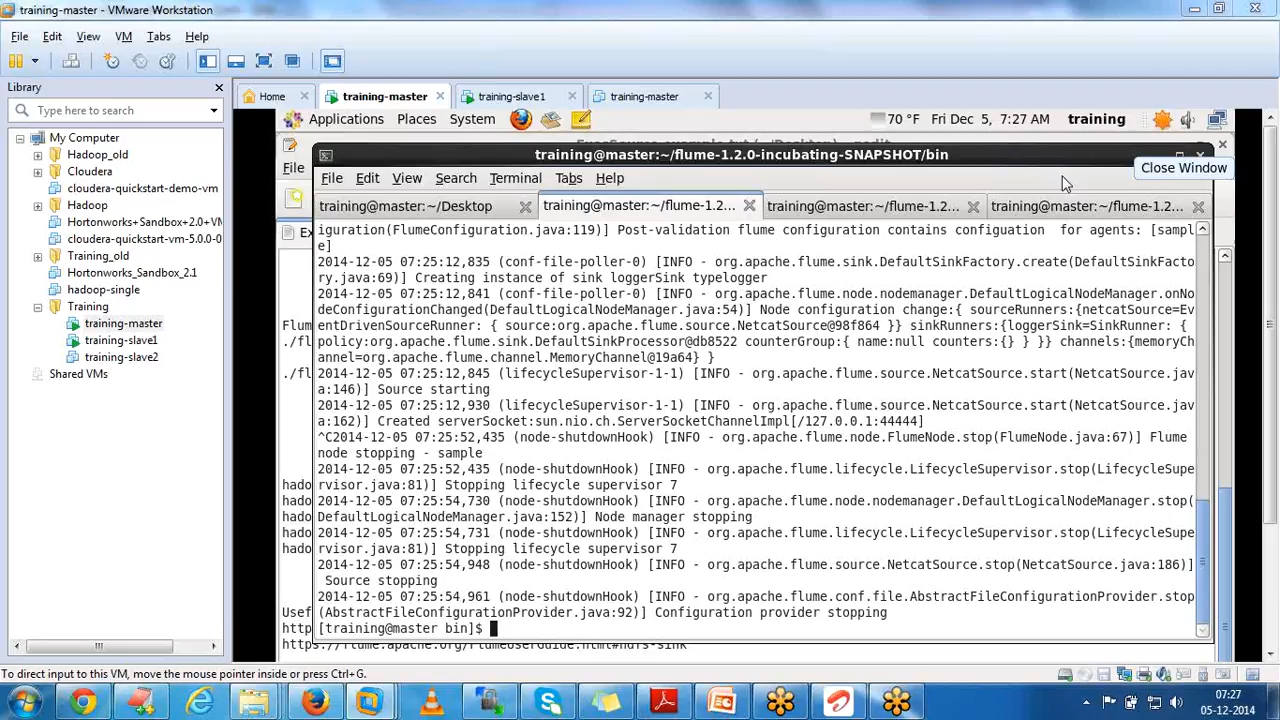 training-master - VMware Workstation
File Edit View VM Tabs Help
Library
Type here to search
My Computer
Hadoop_old
Cloudera
cloudera-quickstart-demo-vm
Hadoop
Hortonworks+Sandbox+2.0+VM
cloudera-quickstart-vm-5.0.0-0
Training_old
Hortonworks_Sandbox_2.1
hadoop-single
Training
training-master
training-slave1
training-slave2
Shared VMs
Home training-master training-slave1 training-master
Applications Places System 70 °F Fri Dec 5, 7:27 AM training
File
training@master:~/flume-1.2.0-incubating-SNAPSHOT/bin
Close Window
File Edit View Search Terminal Tabs Help
training@master:~/Desktop training@master:~/flume-1.2... training@master:~/flume-1.2... training@master:~/flume-1.2...
iguration(FlumeConfiguration.java:119)] Post-validation flume configuration contains configuation for agents: [sampl
e]
2014-12-05 07:25:12,835 (conf-file-poller-0) [INFO - org.apache.flume.sink.DefaultSinkFactory.create(DefaultSinkFacto
ry.java:69)] Creating instance of sink loggerSink typelogger
2014-12-05 07:25:12,841 (conf-file-poller-0) [INFO - org.apache.flume.node.nodemanager.DefaultLogicalNodeManager.onNo
deConfigurationChanged(DefaultLogicalNodeManager.java:54)] Node configuration change:{ sourceRunners:{netcatSource=Ev
entDrivenSourceRunner: { source:org.apache.flume.source.NetcatSource@98f864 }} sinkRunners:{loggerSink=SinkRunner: {
policy:org.apache.flume.sink.DefaultSinkProcessor@db8522 counterGroup:{ name:null counters:{} } }} channels:{memoryCh
annel=org.apache.flume.channel.MemoryChannel@19a64} }
2014-12-05 07:25:12,845 (lifecycleSupervisor-1-1) [INFO - org.apache.flume.source.NetcatSource.start(NetcatSource.jav
a:146)] Source starting
2014-12-05 07:25:12,930 (lifecycleSupervisor-1-1) [INFO - org.apache.flume.source.NetcatSource.start(NetcatSource.jav
a:162)] Created serverSocket:sun.nio.ch.ServerSocketChannelImpl[/127.0.0.1:44444]
^C2014-12-05 07:25:52,435 (node-shutdownHook) [INFO - org.apache.flume.node.FlumeNode.stop(FlumeNode.java:67)] Flume
node stopping - sample
2014-12-05 07:25:52,435 (node-shutdownHook) [INFO - org.apache.flume.lifecycle.LifecycleSupervisor.stop(LifecycleSupe
rvisor.java:81)] Stopping lifecycle supervisor 7
2014-12-05 07:25:54,730 (node-shutdownHook) [INFO - org.apache.flume.node.nodemanager.DefaultLogicalNodeManager.stop(
DefaultLogicalNodeManager.java:152)] Node manager stopping
2014-12-05 07:25:54,731 (node-shutdownHook) [INFO - org.apache.flume.lifecycle.LifecycleSupervisor.stop(LifecycleSupe
rvisor.java:81)] Stopping lifecycle supervisor 7
2014-12-05 07:25:54,948 (node-shutdownHook) [INFO - org.apache.flume.source.NetcatSource.stop(NetcatSource.java:186)]
Source stopping
2014-12-05 07:25:54,961 (node-shutdownHook) [INFO - org.apache.flume.conf.file.AbstractFileConfigurationProvider.stop
(AbstractFileConfigurationProvider.java:92)] Configuration provider stopping
[training@master bin]$
Ex
Flum
./fl
./fl
hado
hado
hado
hado
Usef
http
To direct input to this VM, move the mouse pointer inside or press Ctrl+G.
07:27
05-12-2014